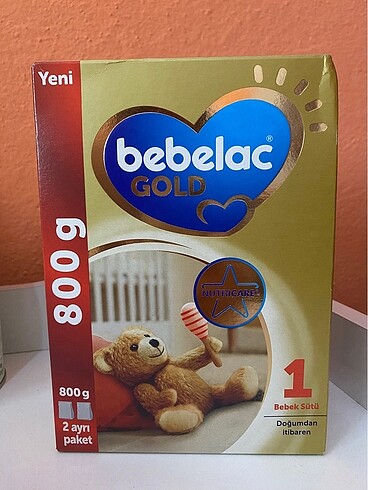 Yeni
bebelac®
GOLD
800 g
NUTRICARE
800 g
2 ayrı
paket
1
Bebek Sütü
Doğumdan
itibaren